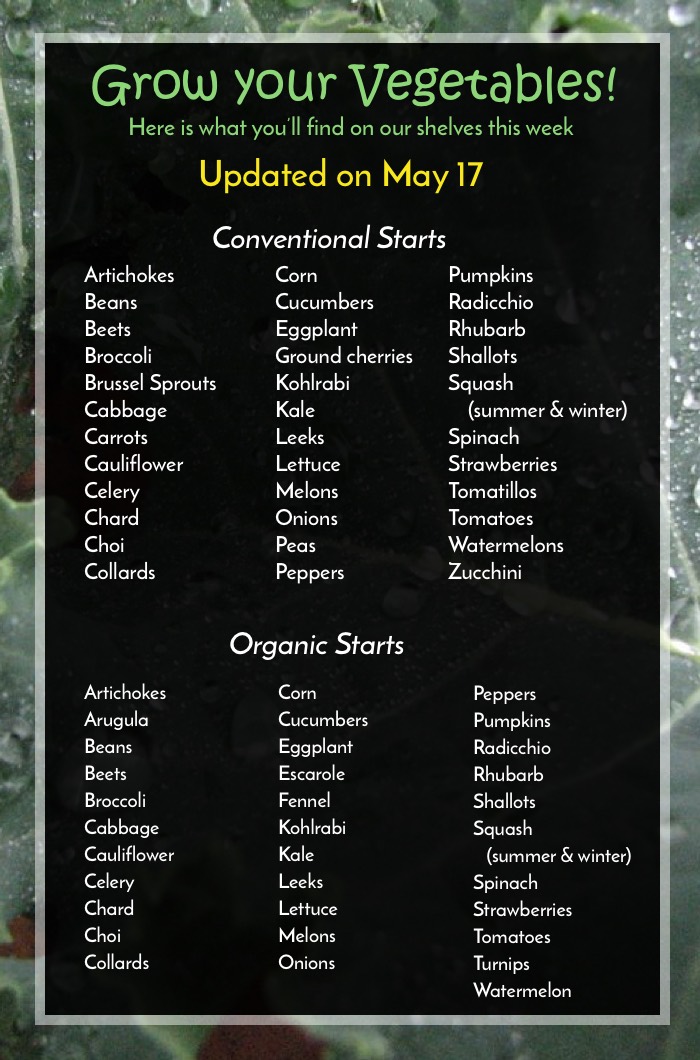 Grow your Vegetables!
Here is what you'll find on our shelves this week
Updated on May 17
Conventional Starts
Artichokes
Beans
Beets
Broccoli
Brussel Sprouts
Cabbage
Carrots
Cauliflower
Celery
Chard
Choi
Collards
Corn
Cucumbers
Eggplant
Ground cherries
Kohlrabi
Kale
Leeks
Lettuce
Melons
Onions
Peas
Peppers
Pumpkins
Radicchio
Rhubarb
Shallots
Squash
(summer & winter)
Spinach
Strawberries
Tomatillos
Tomatoes
Watermelons
Zucchini
Organic Starts
Artichokes
Arugula
Beans
Beets
Broccoli
Cabbage
Cauliflower
Celery
Chard
Choi
Collards
Corn
Cucumbers
Eggplant
Escarole
Fennel
Kohlrabi
Kale
Leeks
Lettuce
Melons
Onions
Peppers
Pumpkins
Radicchio
Rhubarb
Shallots
Squash
(summer & winter)
Spinach
Strawberries
Tomatoes
Turnips
Watermelon